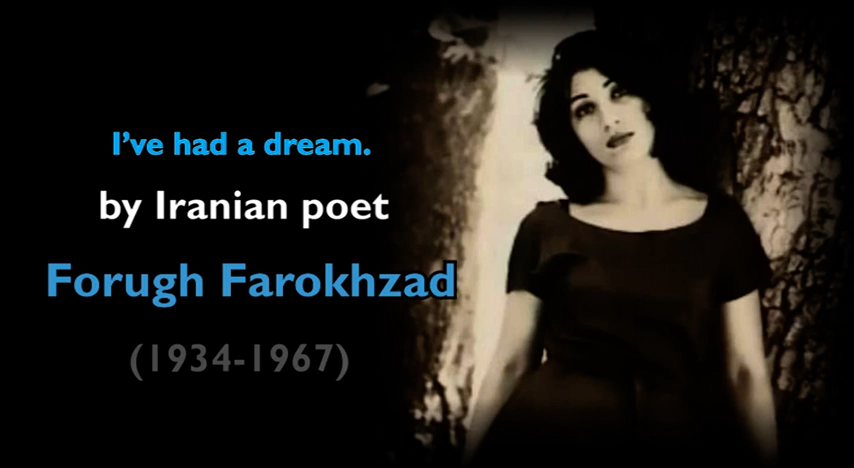 I've had a dream.
by Iranian poet
Forugh Farokhzad
(1934-1967)